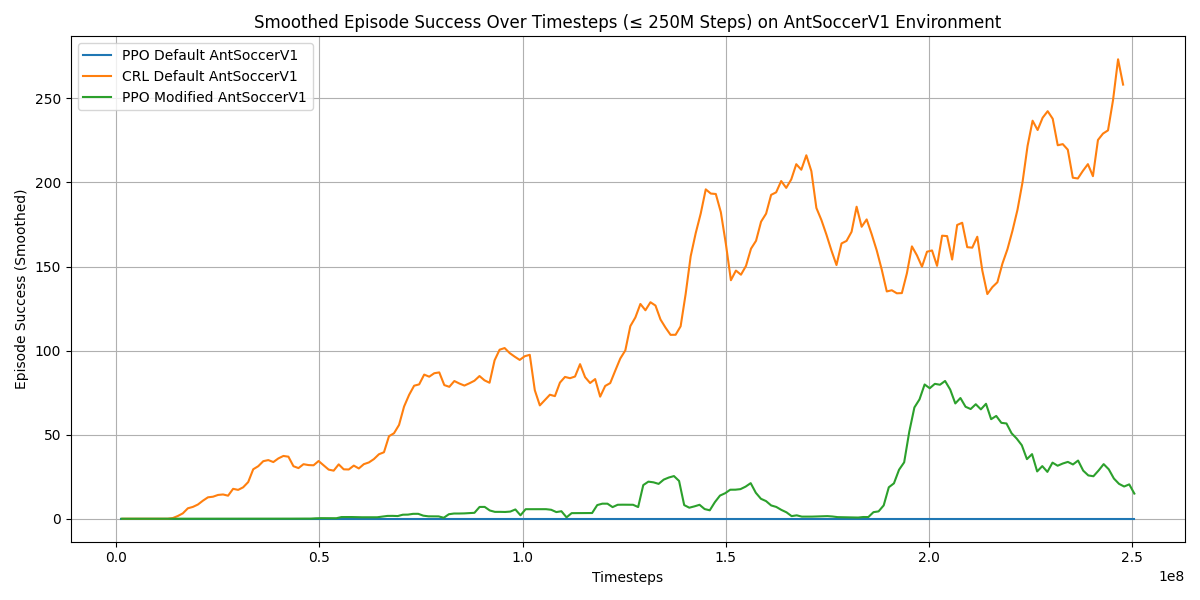 Smoothed Episode Success Over Timesteps (≤ 250M Steps) on AntSoccerV1 Environment
PPO Default AntSoccerV1
CRL Default AntSoccerV1
PPO Modified AntSoccerV1
Episode Success (Smoothed)
250
200
150
100
50
0
0.0 0.5 1.0 1.5 2.0 2.5
1e8
Timesteps